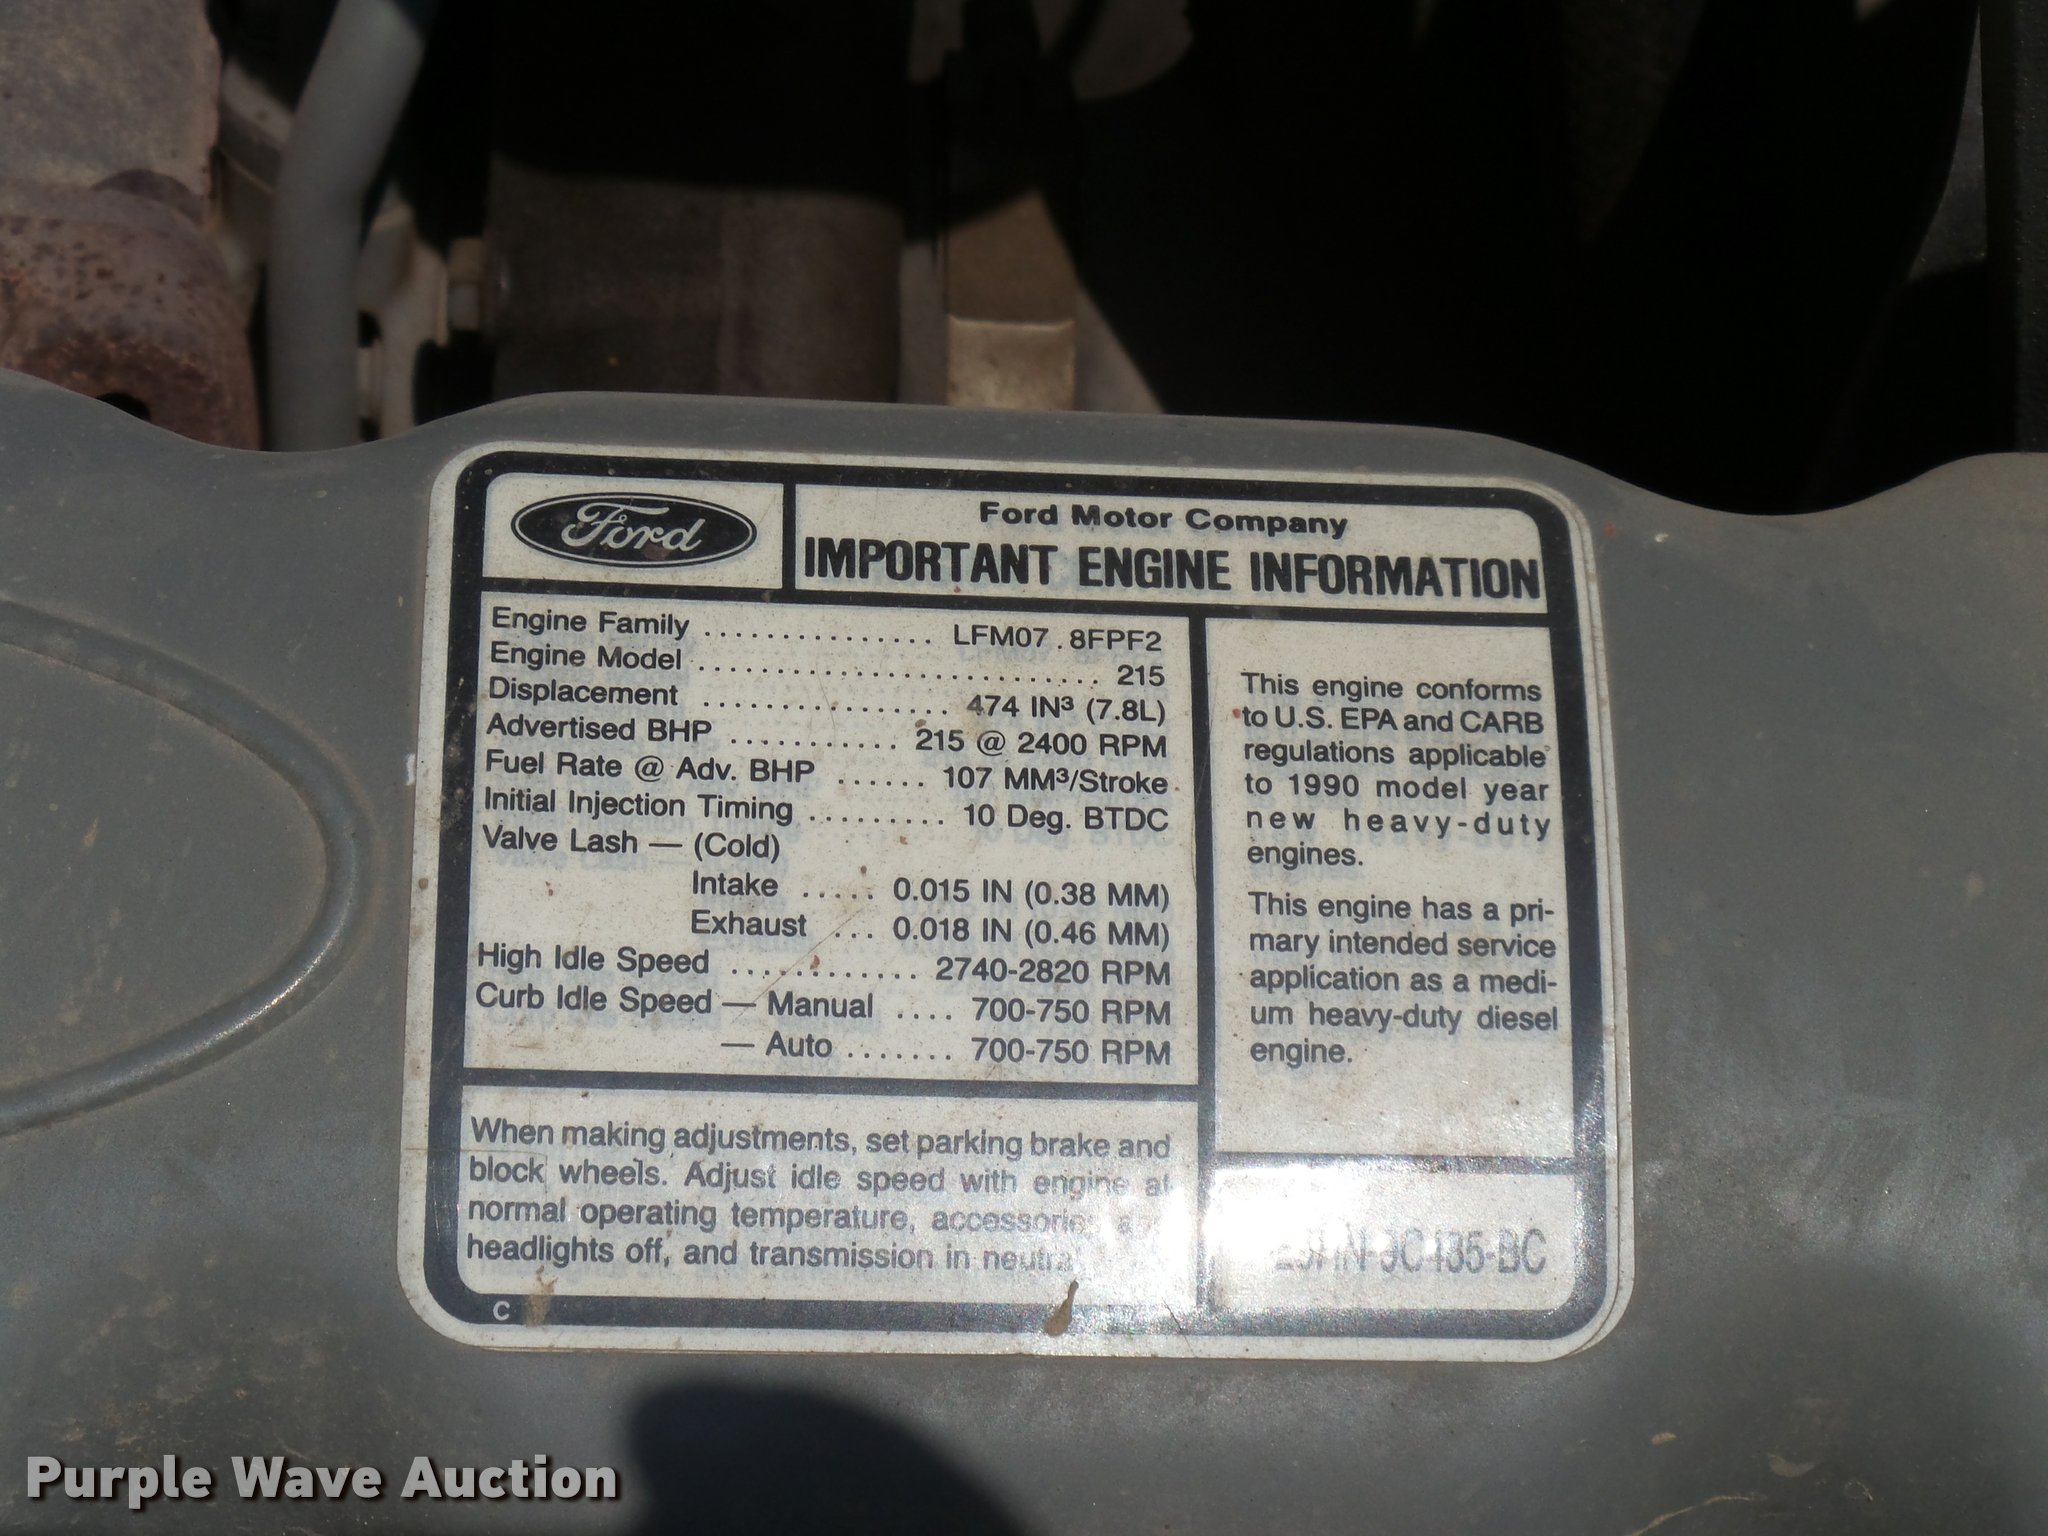 Ford
Ford Motor Company
IMPORTANT ENGINE INFORMATION
Engine Family ............... LFM07.8FPF2
Engine Model ........................... 215
Displacement ................. 474 IN³ (7.8L)
Advertised BHP ............ 215 @ 2400 RPM
Fuel Rate @ Adv. BHP ...... 107 MM³/Stroke
Initial Injection Timing ......... 10 Deg. BTDC
Valve Lash — (Cold)
Intake ..... 0.015 IN (0.38 MM)
Exhaust ... 0.018 IN (0.46 MM)
High Idle Speed ............. 2740-2820 RPM
Curb Idle Speed — Manual .... 700-750 RPM
— Auto ....... 700-750 RPM
This engine conforms
to U.S. EPA and CARB
regulations applicable
to 1990 model year
new heavy-duty
engines.
This engine has a pri-
mary intended service
application as a medi-
um heavy-duty diesel
engine.
When making adjustments, set parking brake and
block wheels. Adjust idle speed with engine at
normal operating temperature, accessories
headlights off, and transmission in neutral
C
Purple Wave Auction